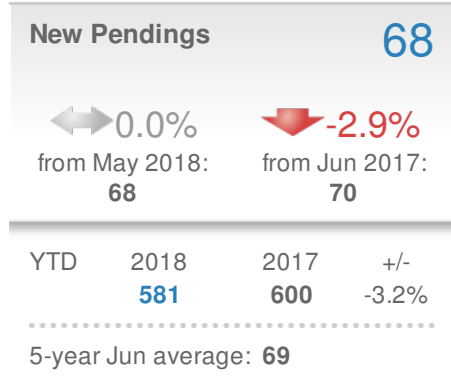 New Pendings 68
0.0% -2.9%
from May 2018: from Jun 2017:
68 70
YTD 2018 2017 +/-
581 600 -3.2%
5-year Jun average: 69